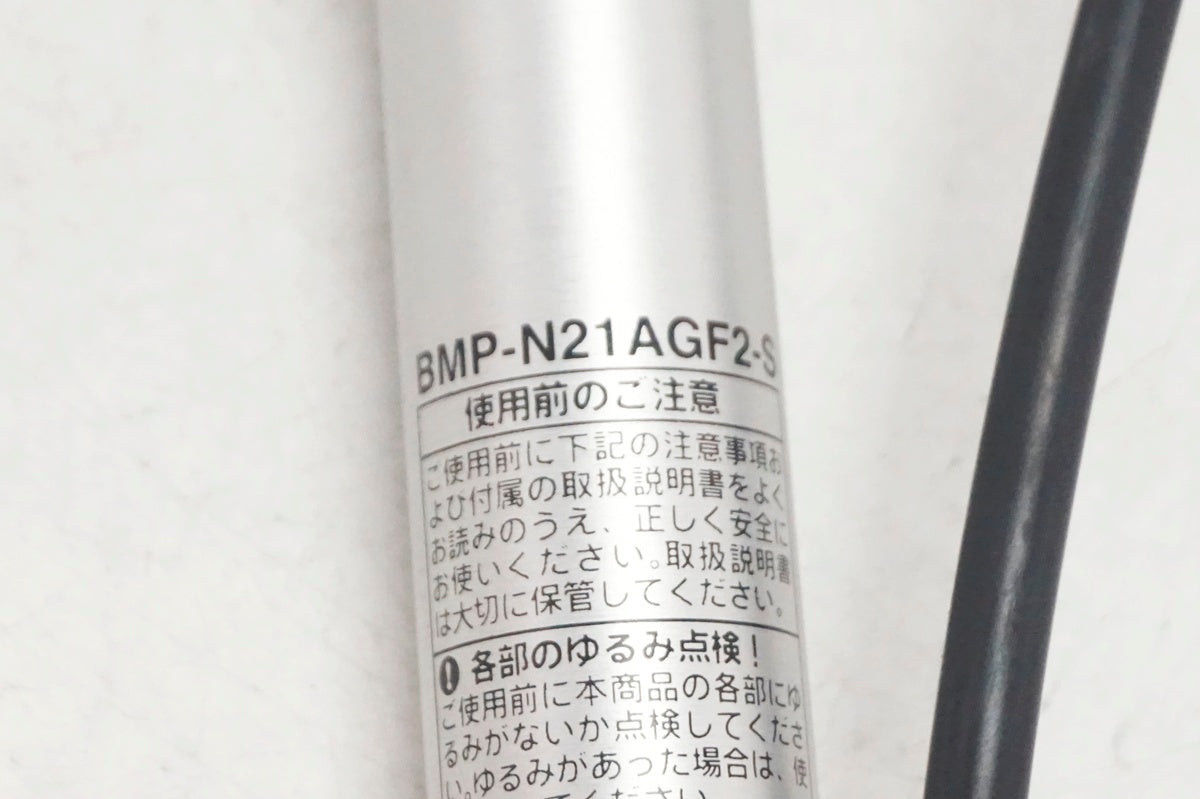 BMP-N21AGF2-S
使用前のご注意
ご使用前に下記の注意事項お
よび付属の取扱説明書をよく
お読みのうえ、正しく安全に
お使いください。取扱説明書
は大切に保管してください。
各部のゆるみ点検!
ご使用前に本商品の各部にゆ
るみがないか点検してくださ
い。ゆるみがあった場合は、使
てください。